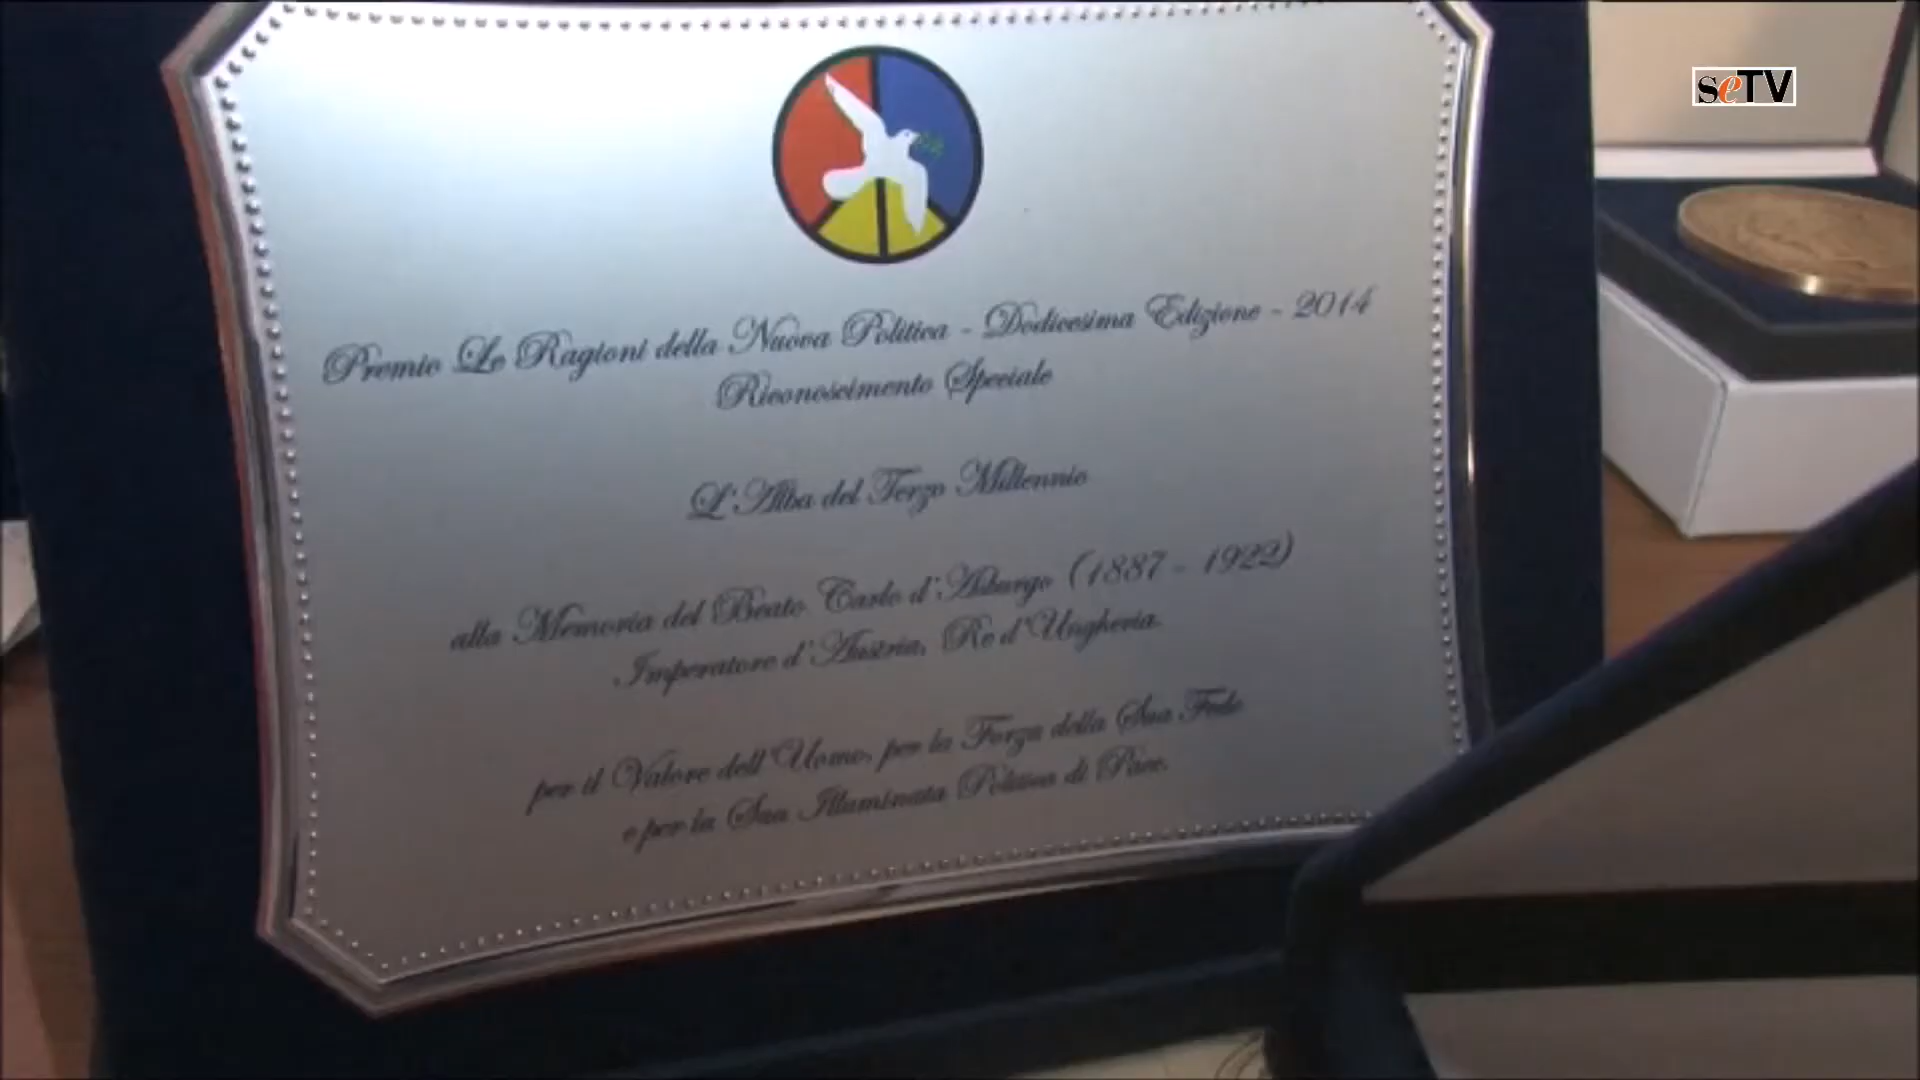 seTV
Premio Le Ragioni della Nuova Politica - Dodicesima Edizione - 2014
Riconoscimento Speciale
L'Alba del Terzo Millennio
alla Memoria del Beato Carlo d'Asburgo (1887 - 1922)
Imperatore d'Austria, Re d'Ungheria.
per il Valore dell'Uomo, per la Forza della Sua Fede
e per la Sua Illuminata Politica di Pace.